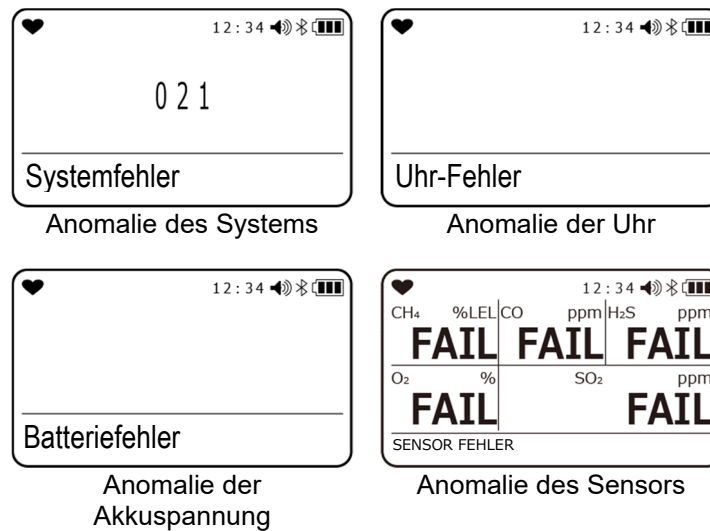 12:34
12:34
021
Systemfehler
Uhr-Fehler
Anomalie des Systems
Anomalie der Uhr
12:34
12:34
CH₄ %LEL CO ppm H₂S ppm
FAIL FAIL FAIL
O₂ % SO₂ ppm
FAIL FAIL
Batteriefehler
SENSOR FEHLER
Anomalie der
Akkuspannung
Anomalie des Sensors